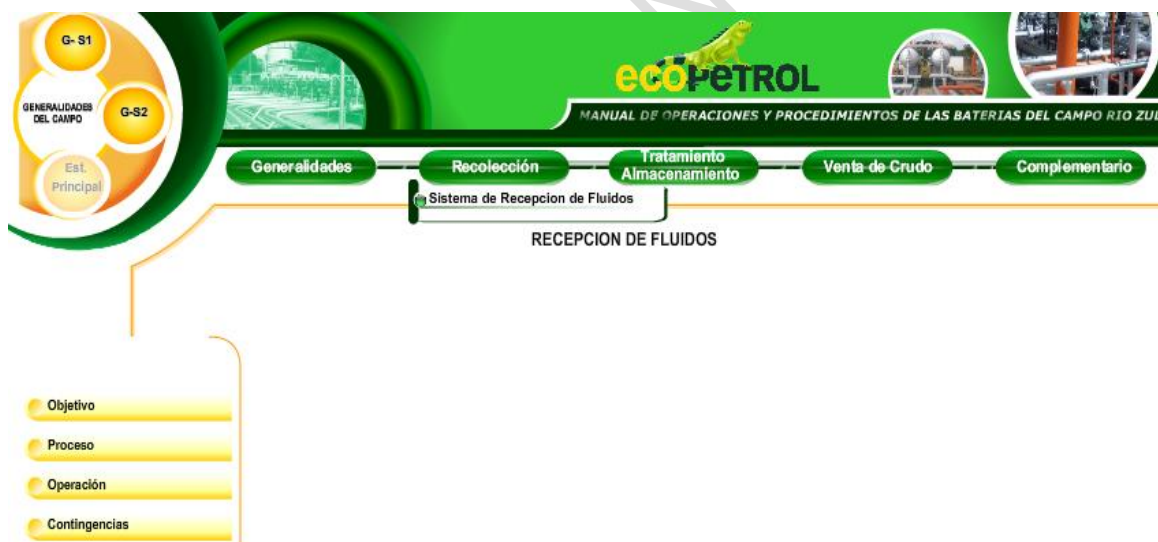 G- S1
GENERALIDADES
DEL CAMPO
G-S2
Est.
Principal
ecopetrol
MANUAL DE OPERACIONES Y PROCEDIMIENTOS DE LAS BATERIAS DEL CAMPO RIO ZUL
Generalidades
Recolección
Tratamiento
Almacenamiento
Venta de Crudo
Complementario
Sistema de Recepcion de Fluidos
RECEPCION DE FLUIDOS
Objetivo
Proceso
Operación
Contingencias